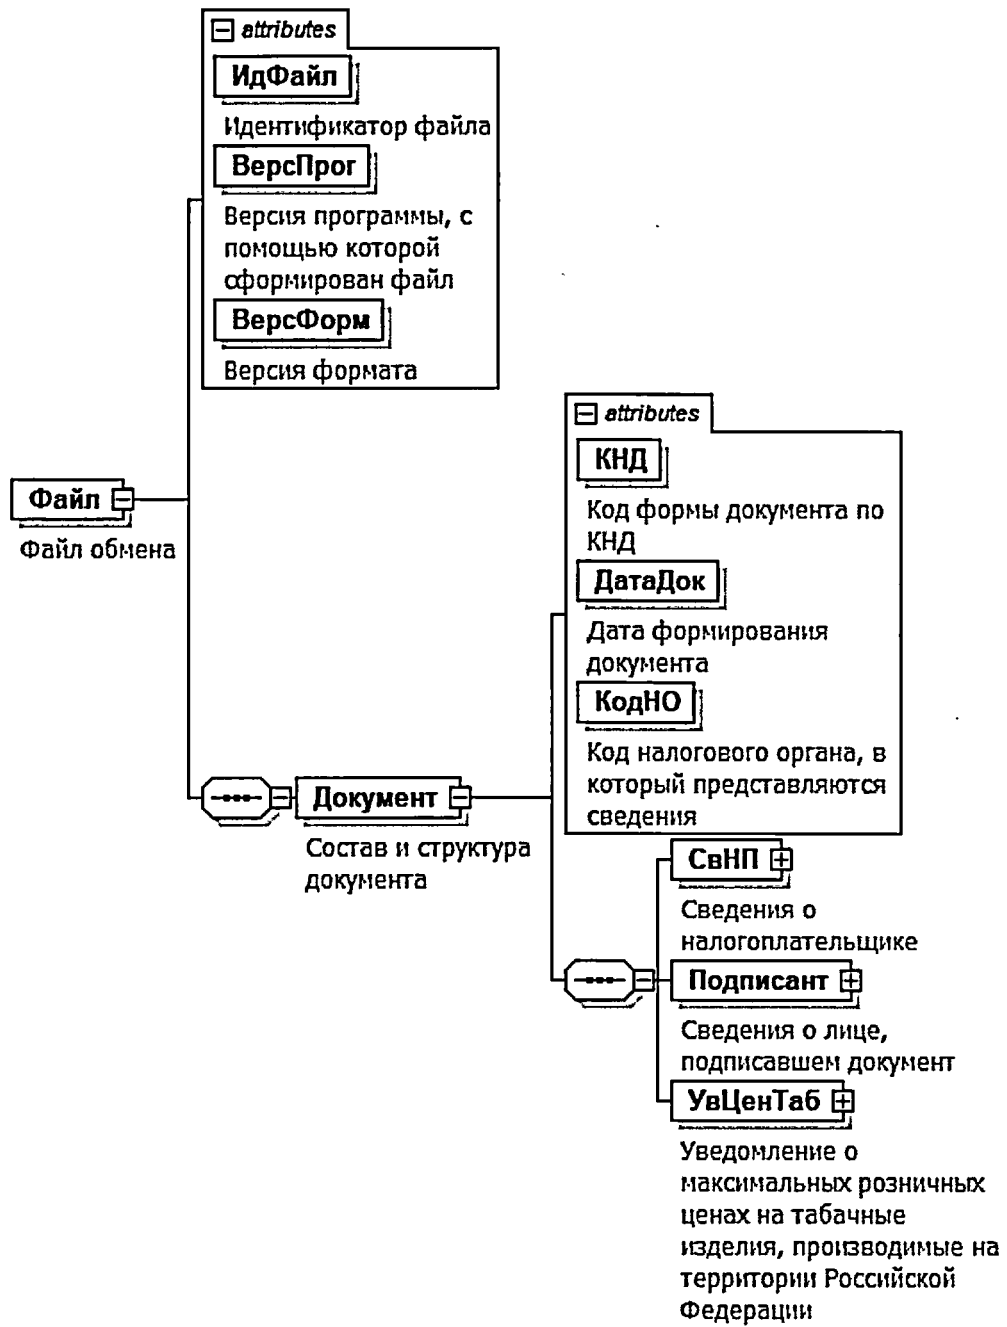 attributes
ИдФайл
Идентификатор файла
ВерсПрог
Версия программы, с
помощью которой
сформирован файл
ВерсФорм
Версия формата
Файл
Файл обмена
attributes
КНД
Код формы документа по
КНД
ДатаДок
Дата формирования
документа
КодНО
Код налогового органа, в
который представляются
сведения
Документ
Состав и структура
документа
СвНП
Сведения о
налогоплательщике
Подписант
Сведения о лице,
подписавшем документ
УвЦенТаб
Уведомление о
максимальных розничных
ценах на табачные
изделия, производимые на
территории Российской
Федерации